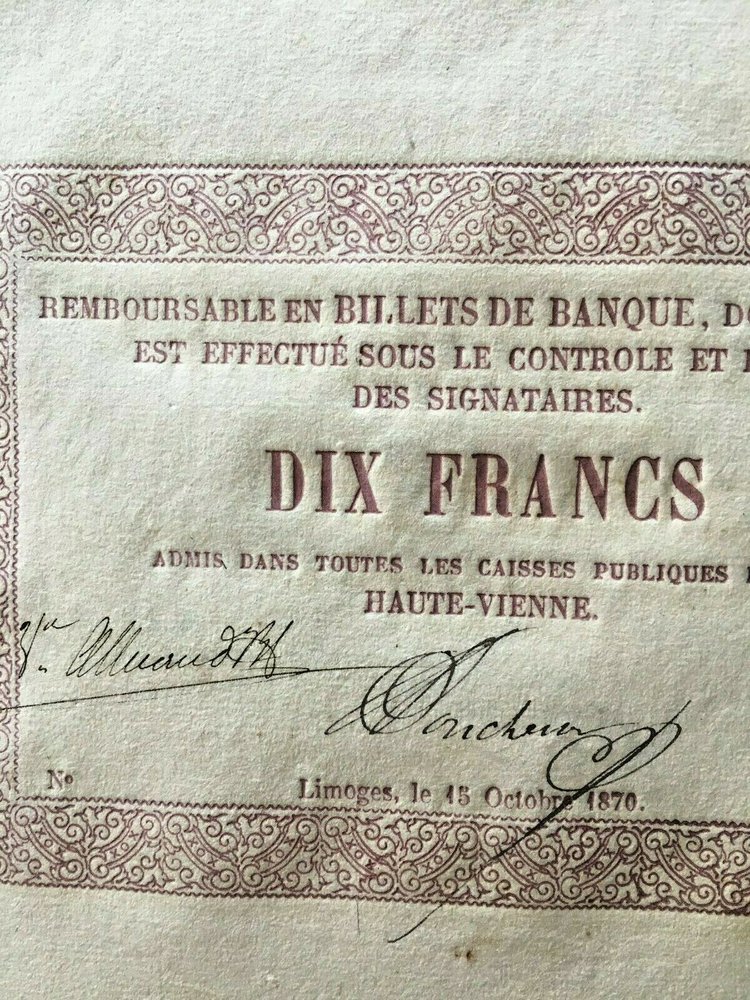 REMBOURSABLE EN BILLETS DE BANQUE, DO
EST EFFECTUÉ SOUS LE CONTROLE ET
DES SIGNATAIRES.
DIX FRANCS
ADMIS DANS TOUTES LES CAISSES PUBLIQUES
HAUTE-VIENNE.
No
Limoges, le 15 Octobre 1870.